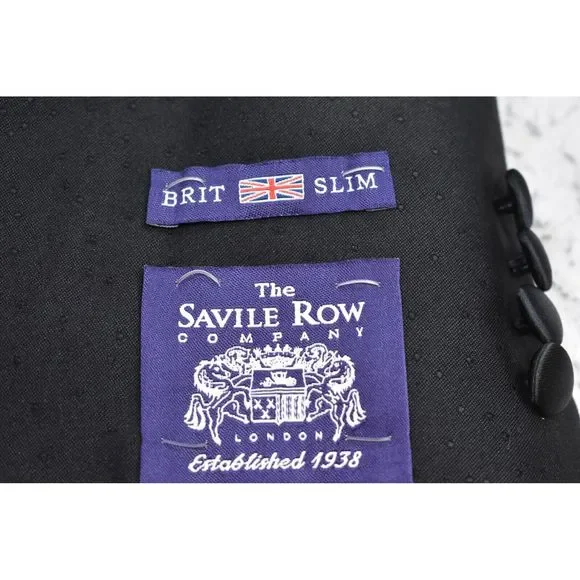 BRIT SLIM
The
SAVILE ROW
COMPANY
LONDON
Established 1938